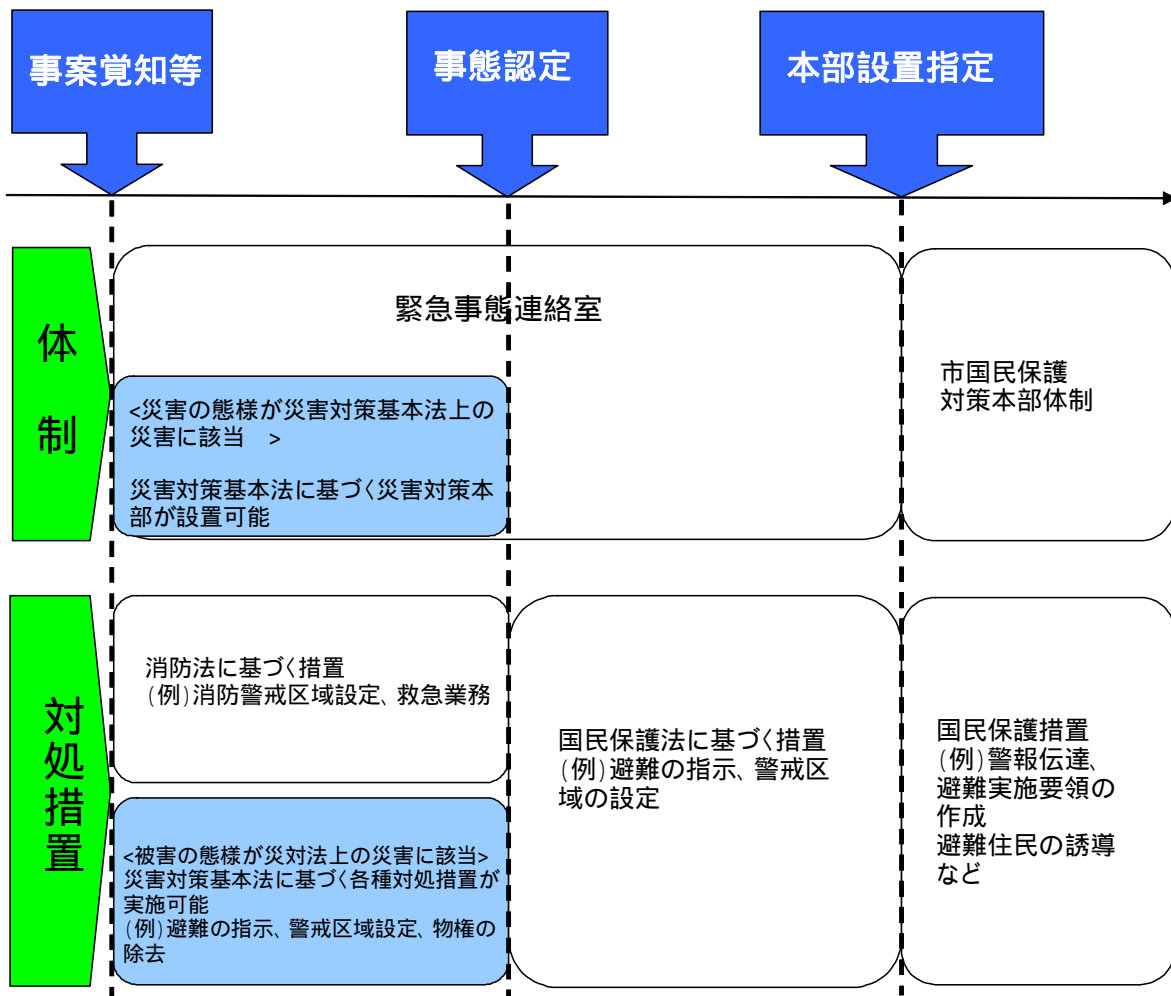 事案覚知等
事態認定
本部設置指定
体制
緊急事態連絡室
<災害の態様が災害対策基本法上の
災害に該当　>
災害対策基本法に基づく災害対策本
部が設置可能
市国民保護
対策本部体制
対処措置
消防法に基づく措置
(例)消防警戒区域設定、救急業務
<被害の態様が災対法上の災害に該当>
災害対策基本法に基づく各種対処措置が
実施可能
(例)避難の指示、警戒区域設定、物権の
除去
国民保護法に基づく措置
(例)避難の指示、警戒区
域の設定
国民保護措置
(例)警報伝達、
避難実施要領の
作成
避難住民の誘導
など